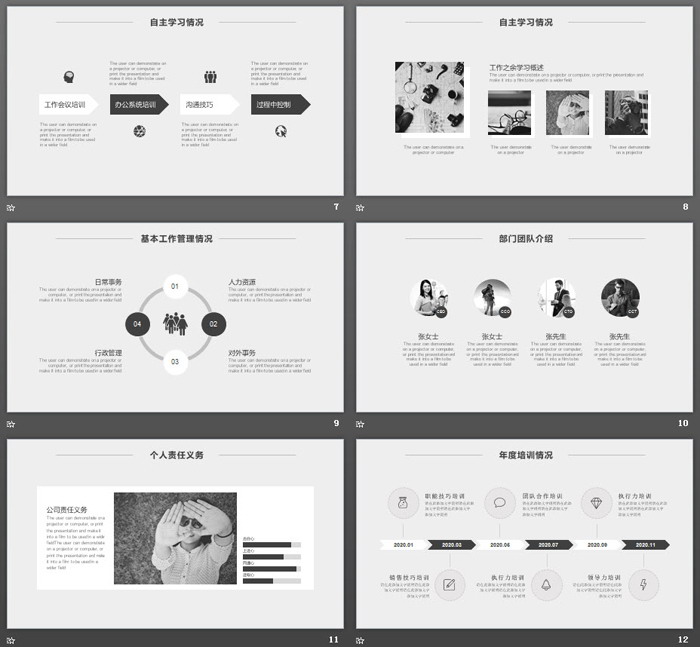 自主学习情况
The user can demonstrate on
a projector or computer, or
print the presentation and
make it into a film to be used
in a wider field
The user can demonstrate on
a projector or computer, or
print the presentation and
make it into a film to be used
in a wider field
工作会议培训
办公系统培训
沟通技巧
过程中控制
The user can demonstrate on
a projector or computer, or
print the presentation and
make it into a film to be used
in a wider field
The user can demonstrate on
a projector or computer, or
print the presentation and
make it into a film to be used
in a wider field
7
自主学习情况
工作之余学习概述
The user can demonstrate on a projector or computer, or print the presentation and
make it into a film to be used in a wider field
The user can demonstrate on a
projector or computer
The user can demonstrate
on a projector
The user can demonstrate
on a projector
The user can demonstrate
on a projector
8
基本工作管理情况
日常事务
The user can demonstrate on a projector or
computer, or print the presentation and
make it into a film to be used in a wider field
01
人力资源
The user can demonstrate on a projector or
computer, or print the presentation and
make it into a film to be used in a wider field
04
02
行政管理
The user can demonstrate on a projector or
computer, or print the presentation and
make it into a film to be used in a wider field
03
对外事务
The user can demonstrate on a projector or
computer, or print the presentation and
make it into a film to be used in a wider field
9
部门团队介绍
CEO
COO
CTO
CCT
张女士
The user can demonstrate
on a projector or computer,
or print the presentation and
make it into a film to be
used in a wider field
张女士
The user can demonstrate
on a projector or computer,
or print the presentation and
make it into a film to be
used in a wider field
张先生
The user can demonstrate
on a projector or computer,
or print the presentation and
make it into a film to be
used in a wider field
张先生
The user can demonstrate
on a projector or computer,
or print the presentation and
make it into a film to be
used in a wider field
10
个人责任义务
公司责任义务
The user can demonstrate on a
projector or computer, or print
the presentation and make it
into a film to be used in a wide
field The user can demonstrate
on a projector or computer, or
print the presentation and make
it into a film to be used in a
wider field
责任心
上进心
进取心
11
年度培训情况
职能技巧培训
团队合作培训
执行力培训
2020.01
2020.03
2020.06
2020.07
2020.09
2020.11
销售技巧培训
执行力培训
领导力培训
12